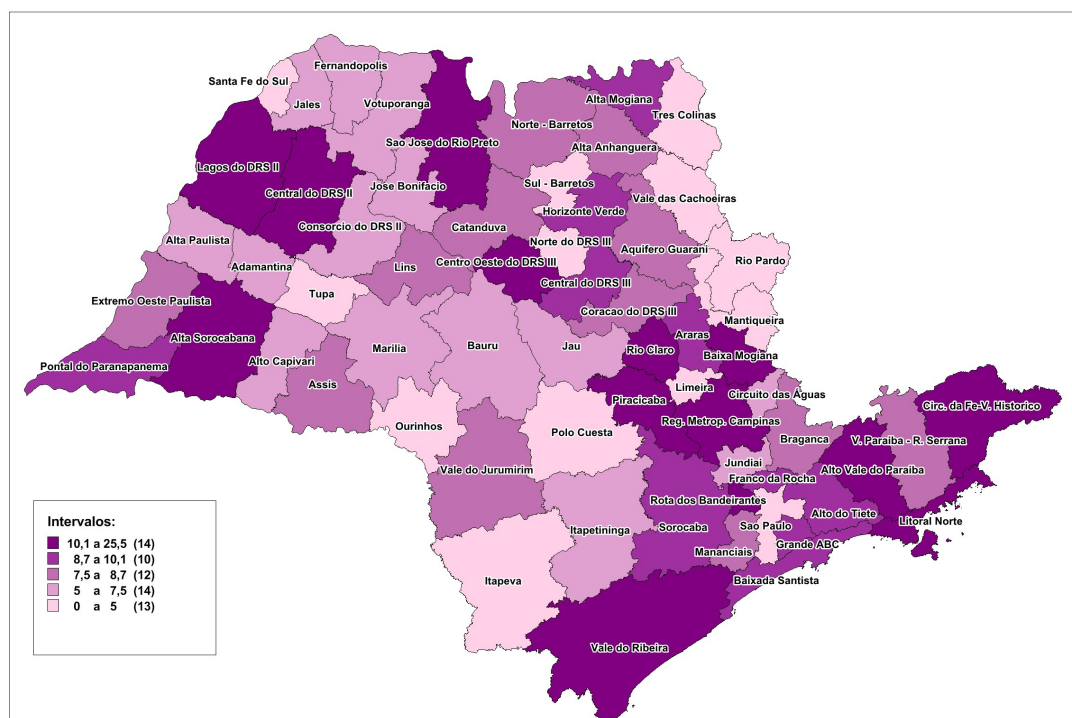 Fernandopolis
Santa Fe do Sul
Jales
Votuporanga
Alta Mogiana
Tres Colinas
Norte - Barretos
Sao Jose do Rio Preto
Alta Anhanguera
Lagos do DRS II
Central do DRS II
Jose Bonifacio
Sul - Barretos
Vale das Cachoeiras
Horizonte Verde
Consorcio do DRS II
Catanduva
Alta Paulista
Norte do DRS III
Aquifero Guarani
Adamantina
Lins
Centro Oeste do DRS III
Rio Pardo
Central do DRS III
Tupa
Extremo Oeste Paulista
Coracao do DRS III
Mantiqueira
Alta Sorocabana
Araras
Marilia
Bauru
Jau
Rio Claro
Baixa Mogiana
Alto Capivari
Pontal do Paranapanema
Assis
Limeira
Circuito das Aguas
Piracicaba
Circ. da Fe-V. Historico
Reg. Metrop. Campinas
Ourinhos
Polo Cuesta
Braganca
V. Paraiba - R. Serrana
Jundiai
Vale do Jurumirim
Alto Vale do Paraiba
Franco da Rocha
Rota dos Bandeirantes
Alto do Tiete
Litoral Norte
Itapetininga
Sorocaba
Sao Paulo
Grande ABC
Mananciais
Itapeva
Baixada Santista
Vale do Ribeira
Intervalos:
10,1 a 25,5 (14)
8,7 a 10,1 (10)
7,5 a 8,7 (12)
5 a 7,5 (14)
0 a 5 (13)